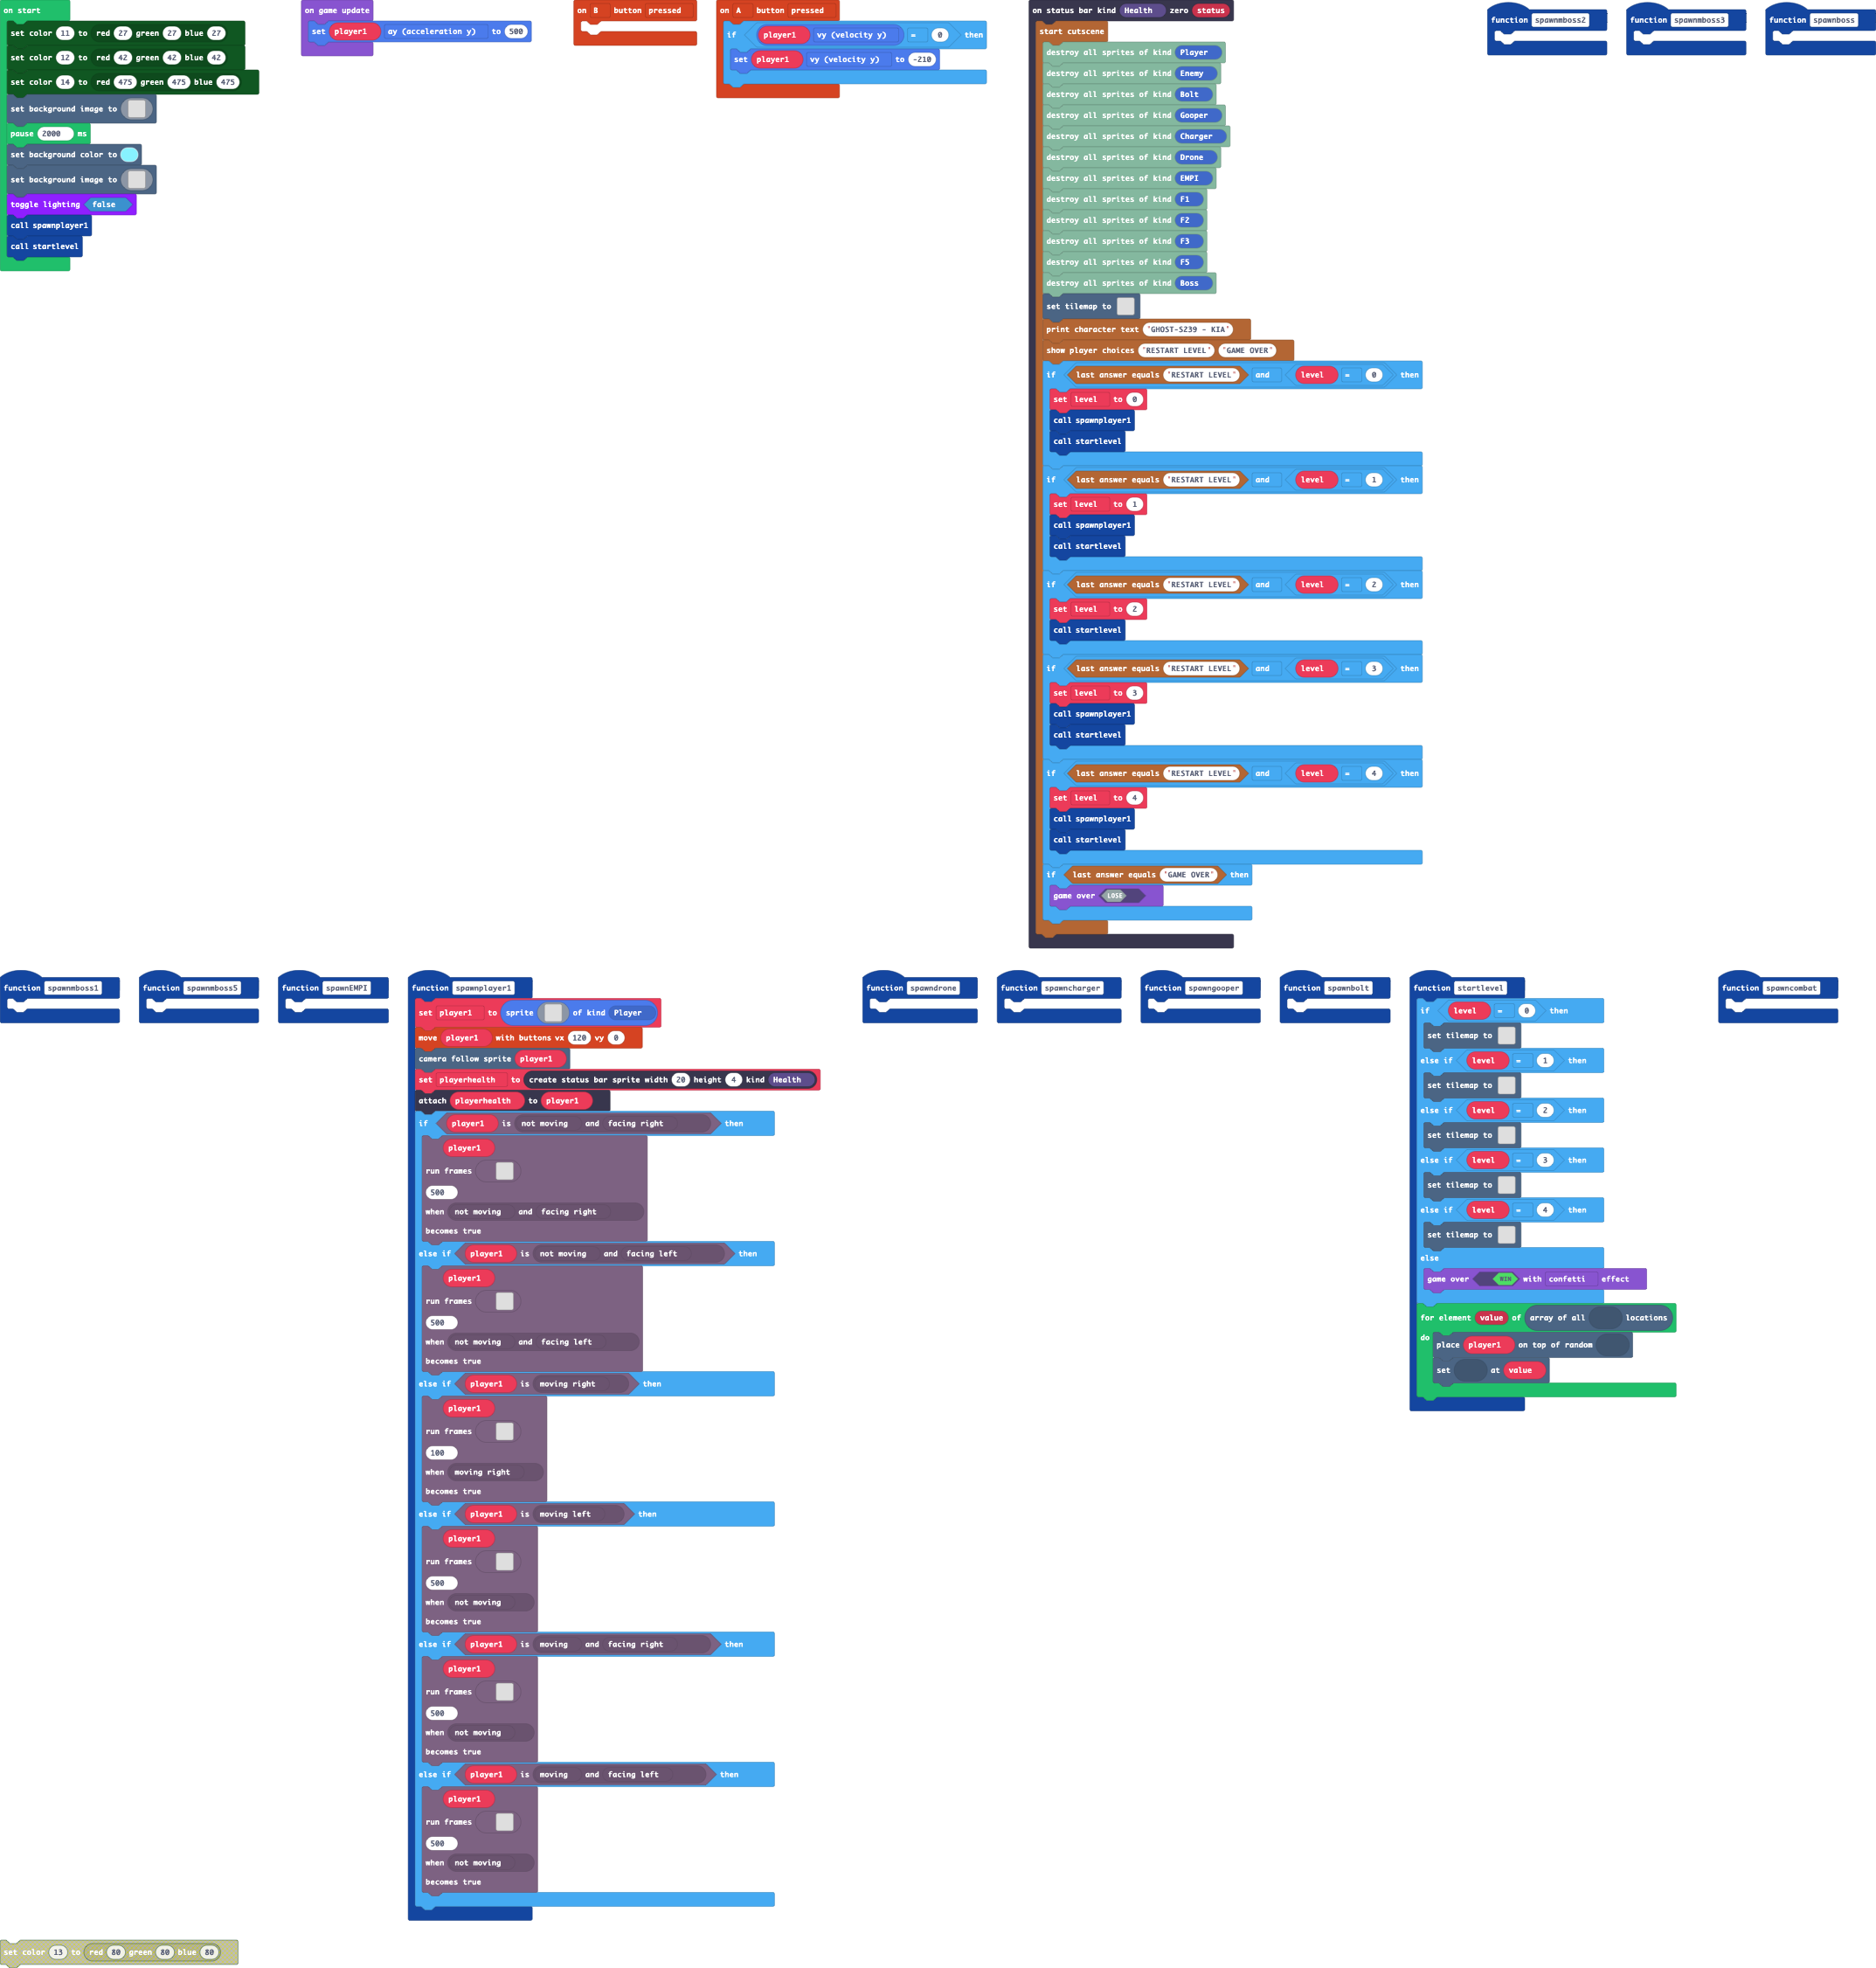 on start
set color 11 to red 27 green 27 blue 27
set color 12 to red 42 green 42 blue 42
set color 14 to red 475 green 475 blue 475
set background image to
pause 2000 ms
set background color to
set background image to
toggle lighting false
call spawnplayer1
call startlevel
on game update
set player1 ay (acceleration y) to 500
on B button pressed
on A button pressed
if player1 vy (velocity y) = 0 then
set player1 vy (velocity y) to -210
on status bar kind Health zero status
start cutscene
destroy all sprites of kind Player
destroy all sprites of kind Enemy
destroy all sprites of kind Bolt
destroy all sprites of kind Gooper
destroy all sprites of kind Charger
destroy all sprites of kind Drone
destroy all sprites of kind EMPI
destroy all sprites of kind F1
destroy all sprites of kind F2
destroy all sprites of kind F3
destroy all sprites of kind F5
destroy all sprites of kind Boss
set tilemap to
print character text "GHOST-S239 - KIA"
show player choices "RESTART LEVEL" "GAME OVER"
if last answer equals "RESTART LEVEL" and level = 0 then
set level to 0
call spawnplayer1
call startlevel
if last answer equals "RESTART LEVEL" and level = 1 then
set level to 1
call spawnplayer1
call startlevel
if last answer equals "RESTART LEVEL" and level = 2 then
set level to 2
call startlevel
if last answer equals "RESTART LEVEL" and level = 3 then
set level to 3
call spawnplayer1
call startlevel
if last answer equals "RESTART LEVEL" and level = 4 then
set level to 4
call spawnplayer1
call startlevel
if last answer equals "GAME OVER" then
game over LOSE
function spawnmboss2
function spawnmboss3
function spawnboss
function spawnmboss1
function spawnmboss5
function spawnEMPI
function spawnplayer1
set player1 to sprite of kind Player
move player1 with buttons vx 120 vy 0
camera follow sprite player1
set playerhealth to create status bar sprite width 20 height 4 kind Health
attach playerhealth to player1
if player1 is not moving and facing right then
player1
run frames
500
when not moving and facing right
becomes true
else if player1 is not moving and facing left then
player1
run frames
500
when not moving and facing left
becomes true
else if player1 is moving right then
player1
run frames
100
when moving right
becomes true
else if player1 is moving left then
player1
run frames
500
when not moving
becomes true
else if player1 is moving and facing right then
player1
run frames
500
when not moving
becomes true
else if player1 is moving and facing left then
player1
run frames
500
when not moving
becomes true
function spawndrone
function spawncharger
function spawngooper
function spawnbolt
function startlevel
if level = 0 then
set tilemap to
else if level = 1 then
set tilemap to
else if level = 2 then
set tilemap to
else if level = 3 then
set tilemap to
else if level = 4 then
set tilemap to
else
game over WIN with confetti effect
for element value of array of all locations
do
place player1 on top of random
set at value
function spawncombat
set color 13 to red 80 green 80 blue 80